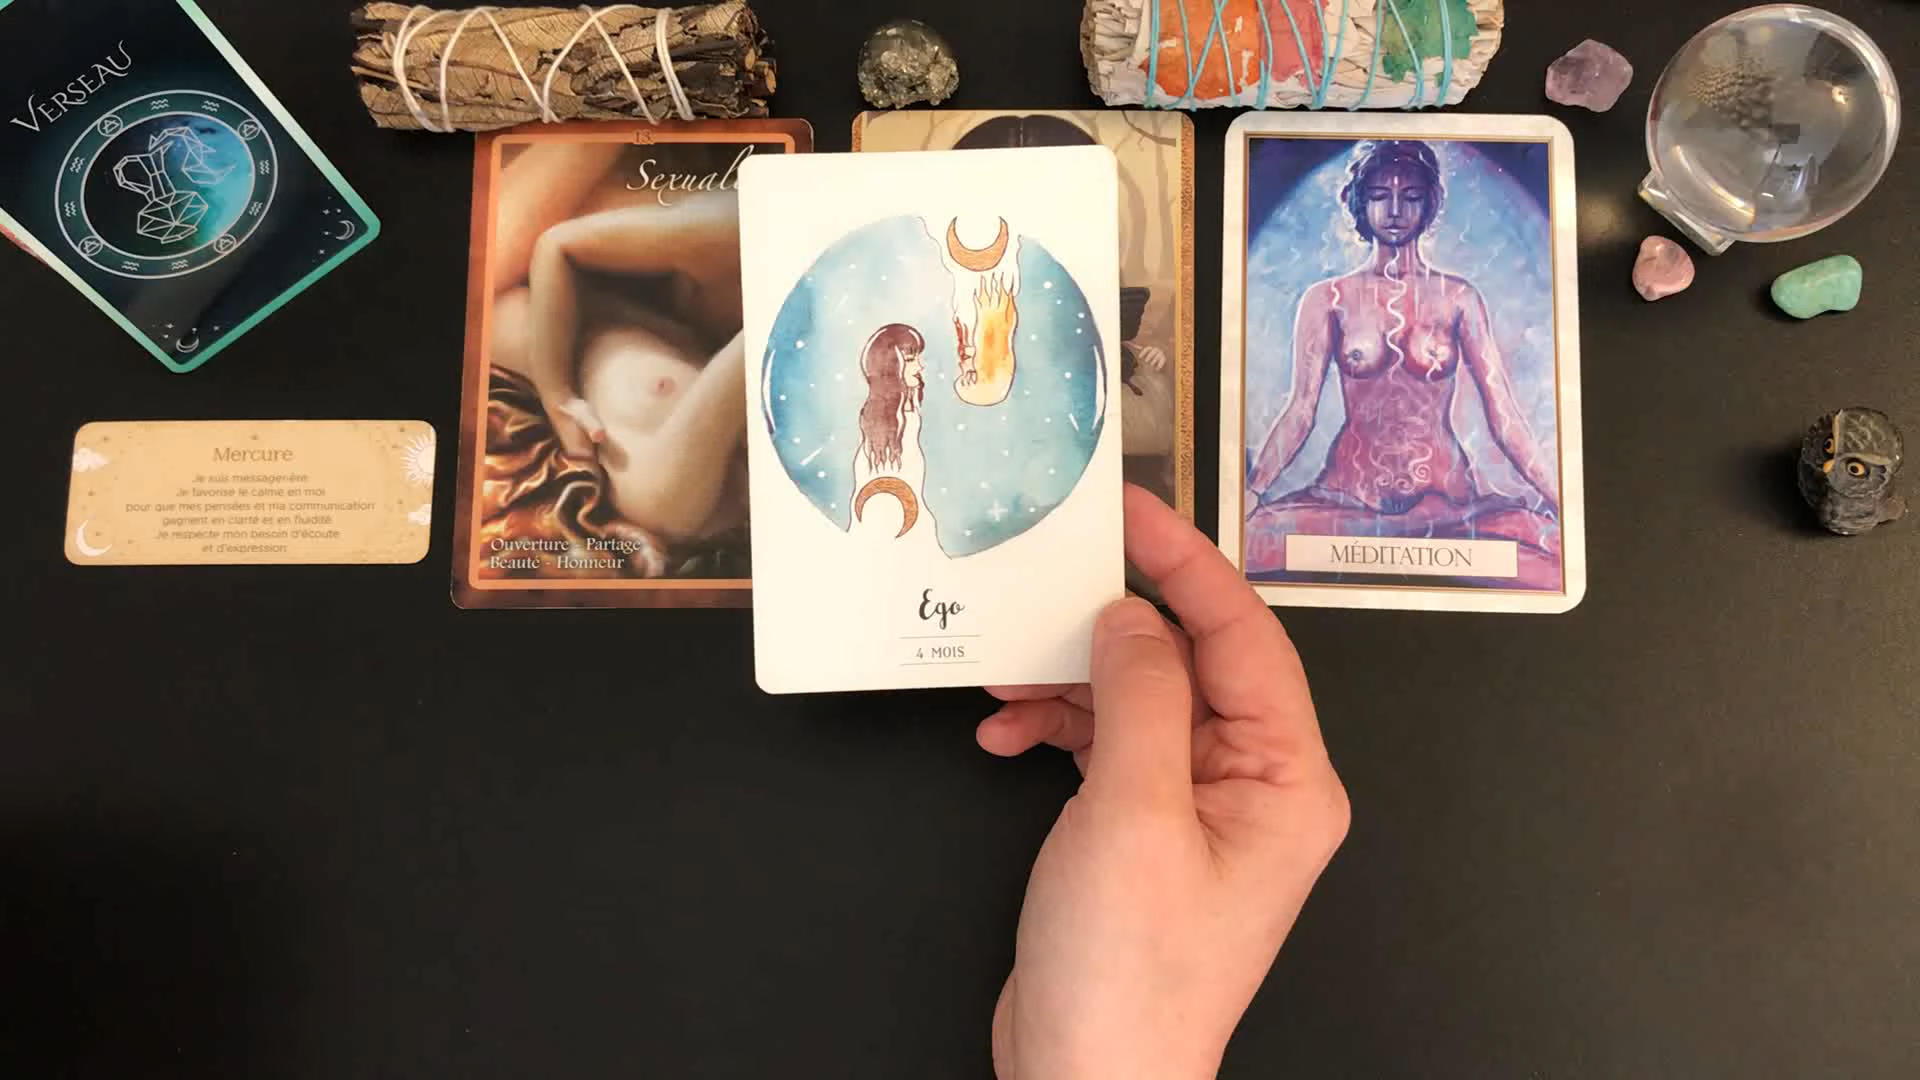 VERSEAU
Mercure
Je suis messager·ère.
Je favorise le calme en moi
pour que mes pensées et ma communication
gagnent en clarté et en fluidité.
Je respecte mon besoin d'écoute
et d'expression.
13
Ouverture - Partage
Beauté - Honneur
Ego
4 MOIS
MÉDITATION